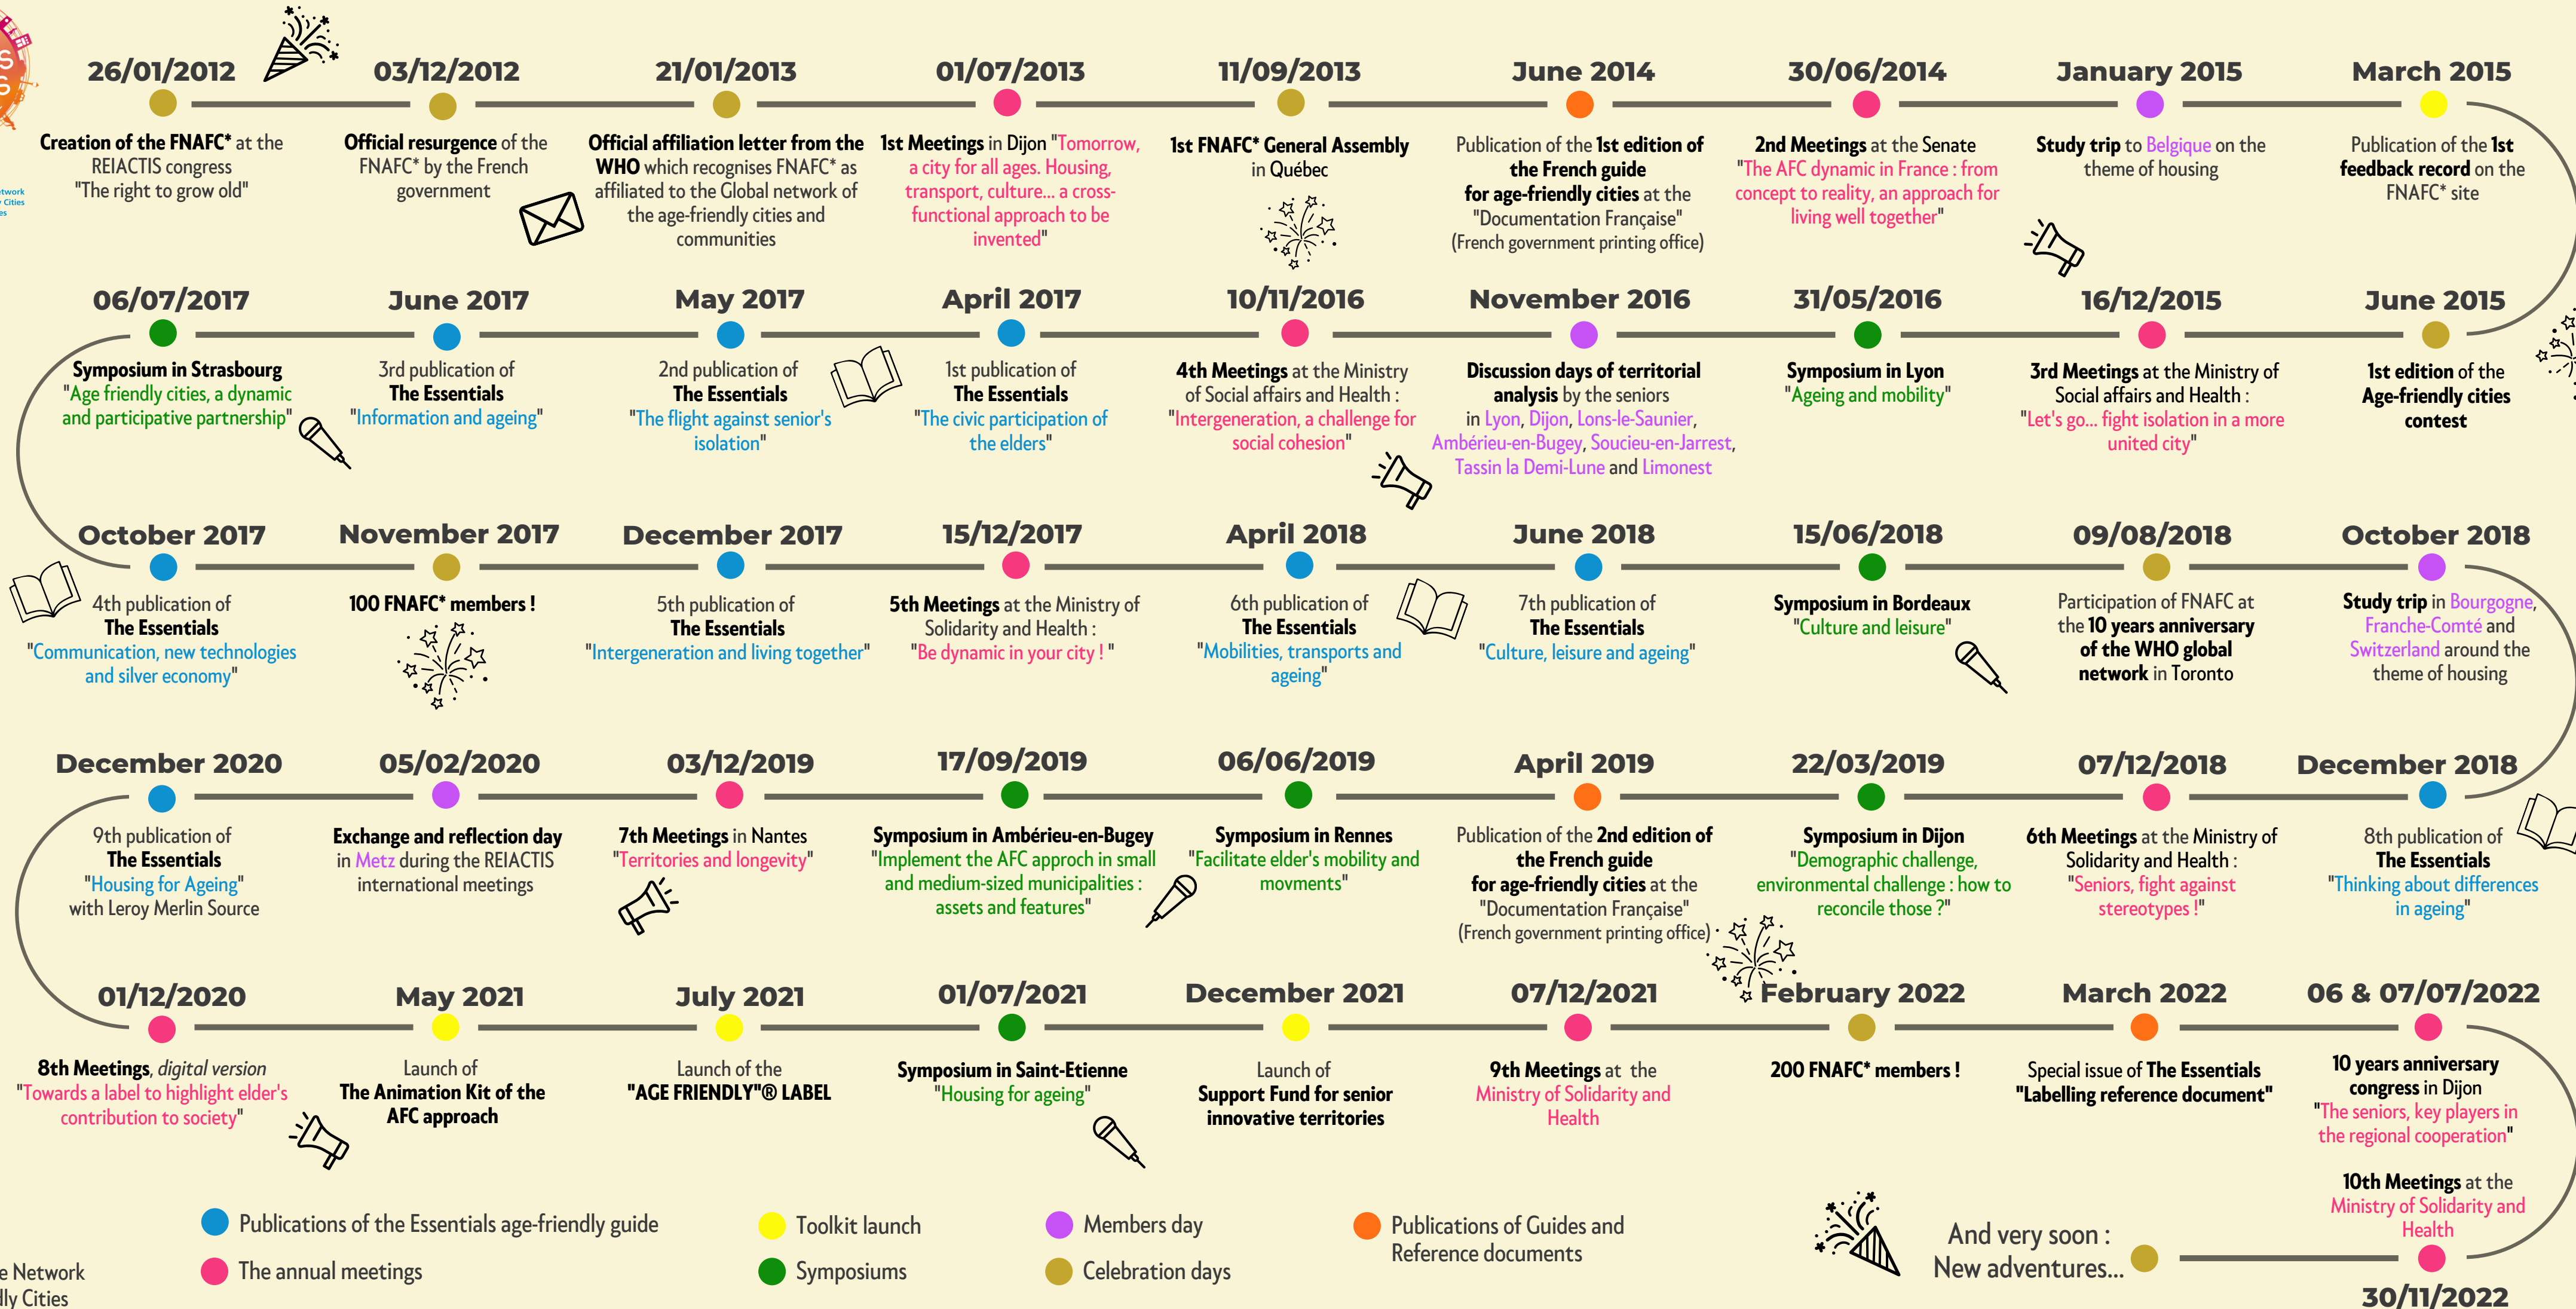 S
S
etwork
y Cities
es
26/01/2012
Creation of the FNAFC* at the
REIACTIS congress
"The right to grow old"
03/12/2012
Official resurgence of the
FNAFC* by the French
government
21/01/2013
Official affiliation letter from the
WHO which recognises FNAFC* as
affiliated to the Global network of
the age-friendly cities and
communities
01/07/2013
1st Meetings in Dijon "Tomorrow,
a city for all ages. Housing,
transport, culture... a cross-
functional approach to be
invented"
11/09/2013
1st FNAFC* General Assembly
in Québec
June 2014
Publication of the 1st edition of
the French guide
for age-friendly cities at the
"Documentation Française"
(French government printing office)
30/06/2014
2nd Meetings at the Senate
"The AFC dynamic in France : from
concept to reality, an approach for
living well together"
January 2015
Study trip to Belgique on the
theme of housing
March 2015
Publication of the 1st
feedback record on the
FNAFC* site
06/07/2017
Symposium in Strasbourg
"Age friendly cities, a dynamic
and participative partnership"
June 2017
3rd publication of
The Essentials
"Information and ageing"
May 2017
2nd publication of
The Essentials
"The flight against senior's
isolation"
April 2017
1st publication of
The Essentials
"The civic participation of
the elders"
10/11/2016
4th Meetings at the Ministry
of Social affairs and Health :
"Intergeneration, a challenge for
social cohesion"
November 2016
Discussion days of territorial
analysis by the seniors
in Lyon, Dijon, Lons-le-Saunier,
Ambérieu-en-Bugey, Soucieu-en-Jarrest,
Tassin la Demi-Lune and Limonest
31/05/2016
Symposium in Lyon
"Ageing and mobility"
16/12/2015
3rd Meetings at the Ministry of
Social affairs and Health :
"Let's go... fight isolation in a more
united city"
June 2015
1st edition of the
Age-friendly cities
contest
October 2017
4th publication of
The Essentials
"Communication, new technologies
and silver economy"
November 2017
100 FNAFC* members !
December 2017
5th publication of
The Essentials
"Intergeneration and living together"
15/12/2017
5th Meetings at the Ministry of
Solidarity and Health :
"Be dynamic in your city ! "
April 2018
6th publication of
The Essentials
"Mobilities, transports and
ageing"
June 2018
7th publication of
The Essentials
"Culture, leisure and ageing"
15/06/2018
Symposium in Bordeaux
"Culture and leisure"
09/08/2018
Participation of FNAFC at
the 10 years anniversary
of the WHO global
network in Toronto
October 2018
Study trip in Bourgogne,
Franche-Comté and
Switzerland around the
theme of housing
December 2020
9th publication of
The Essentials
"Housing for Ageing"
with Leroy Merlin Source
05/02/2020
Exchange and reflection day
in Metz during the REIACTIS
international meetings
03/12/2019
7th Meetings in Nantes
"Territories and longevity"
17/09/2019
Symposium in Ambérieu-en-Bugey
"Implement the AFC approch in small
and medium-sized municipalities :
assets and features"
06/06/2019
Symposium in Rennes
"Facilitate elder's mobility and
movments"
April 2019
Publication of the 2nd edition of
the French guide
for age-friendly cities at the
"Documentation Française"
(French government printing office)
22/03/2019
Symposium in Dijon
"Demographic challenge,
environmental challenge : how to
reconcile those ?"
07/12/2018
6th Meetings at the Ministry of
Solidarity and Health :
"Seniors, fight against
stereotypes !"
December 2018
8th publication of
The Essentials
"Thinking about differences
in ageing"
01/12/2020
8th Meetings, digital version
"Towards a label to highlight elder's
contribution to society"
May 2021
Launch of
The Animation Kit of the
AFC approach
July 2021
Launch of the
"AGE FRIENDLY"® LABEL
01/07/2021
Symposium in Saint-Etienne
"Housing for ageing"
December 2021
Launch of
Support Fund for senior
innovative territories
07/12/2021
9th Meetings at the
Ministry of Solidarity and
Health
February 2022
200 FNAFC* members !
March 2022
Special issue of The Essentials
"Labelling reference document"
06 & 07/07/2022
10 years anniversary
congress in Dijon
"The seniors, key players in
the regional cooperation"
10th Meetings at the
Ministry of Solidarity and
Health
30/11/2022
And very soon :
New adventures...
Publications of the Essentials age-friendly guide
The annual meetings
Toolkit launch
Symposiums
Members day
Celebration days
Publications of Guides and
Reference documents
e Network
dly Cities